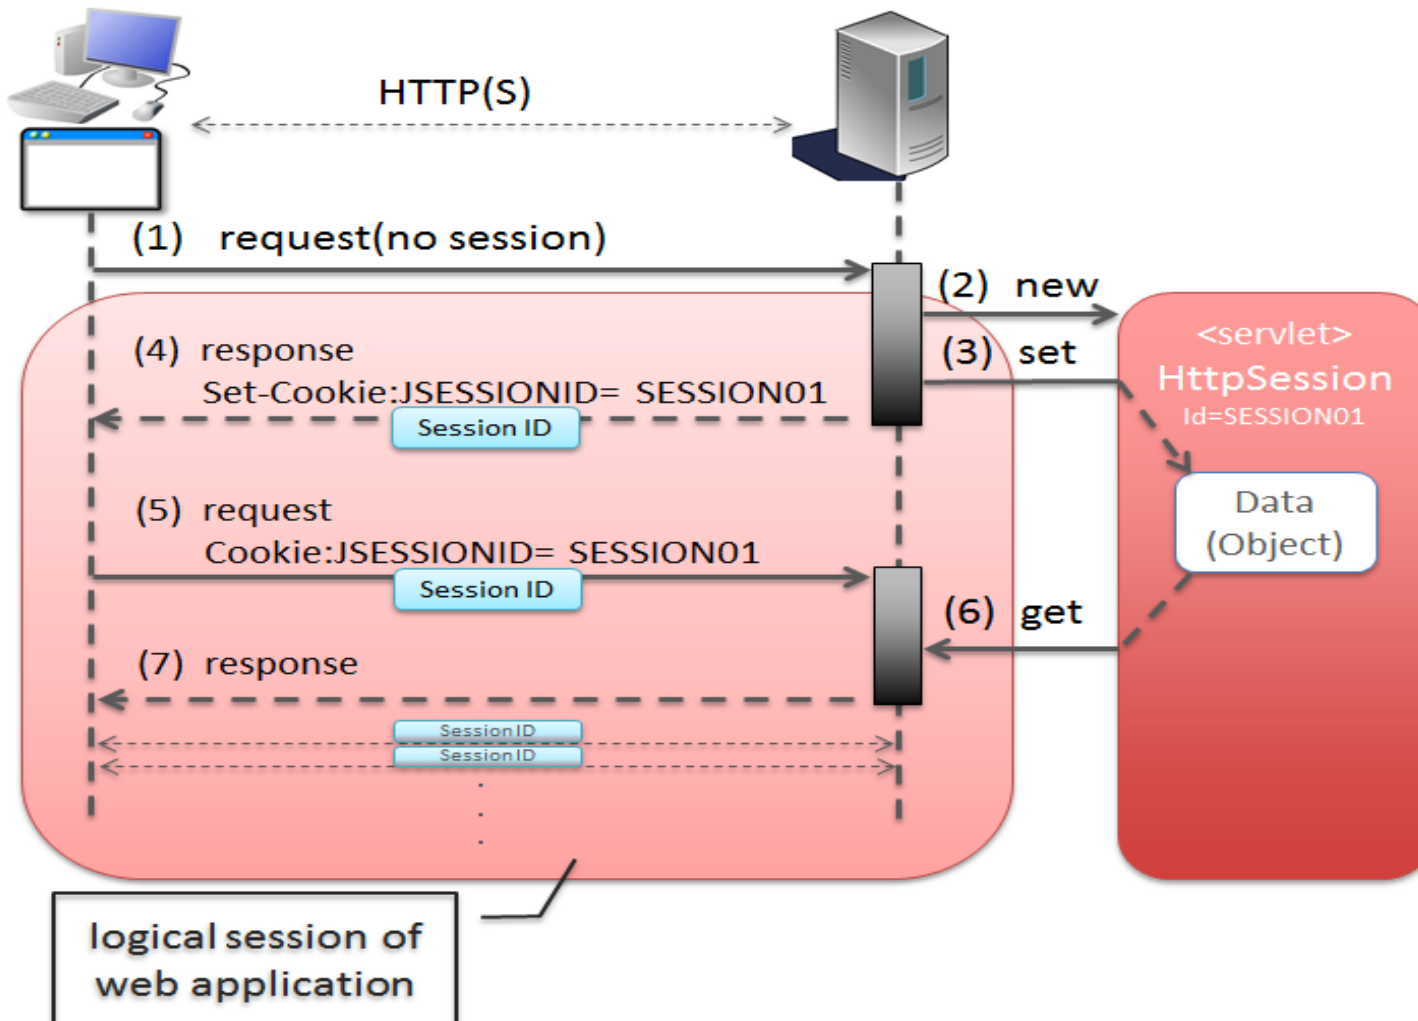 HTTP(S)
(1) request(no session)
(2) new
(3) set
<servlet>
HttpSession
Id=SESSION01
(4) response
Set-Cookie:JSESSIONID= SESSION01
Session ID
Data
(Object)
(5) request
Cookie:JSESSIONID= SESSION01
Session ID
(6) get
(7) response
Session ID
Session ID
logical session of
web application